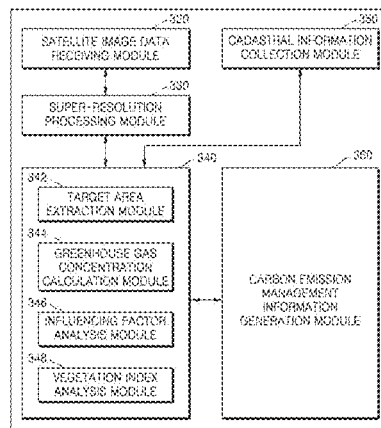 320
SATELLITE IMAGE DATA
RECEIVING MODULE
350
CADASTRAL INFORMATION
COLLECTION MODULE
330
SUPER-RESOLUTION
PROCESSING MODULE
340
342
TARGET AREA
EXTRACTION MODULE
344
GREENHOUSE GAS
CONCENTRATION
CALCULATION MODULE
346
INFLUENCING FACTOR
ANALYSIS MODULE
348
VEGETATION INDEX
ANALYSIS MODULE
360
CARBON EMISSION
MANAGEMENT
INFORMATION
GENERATION MODULE